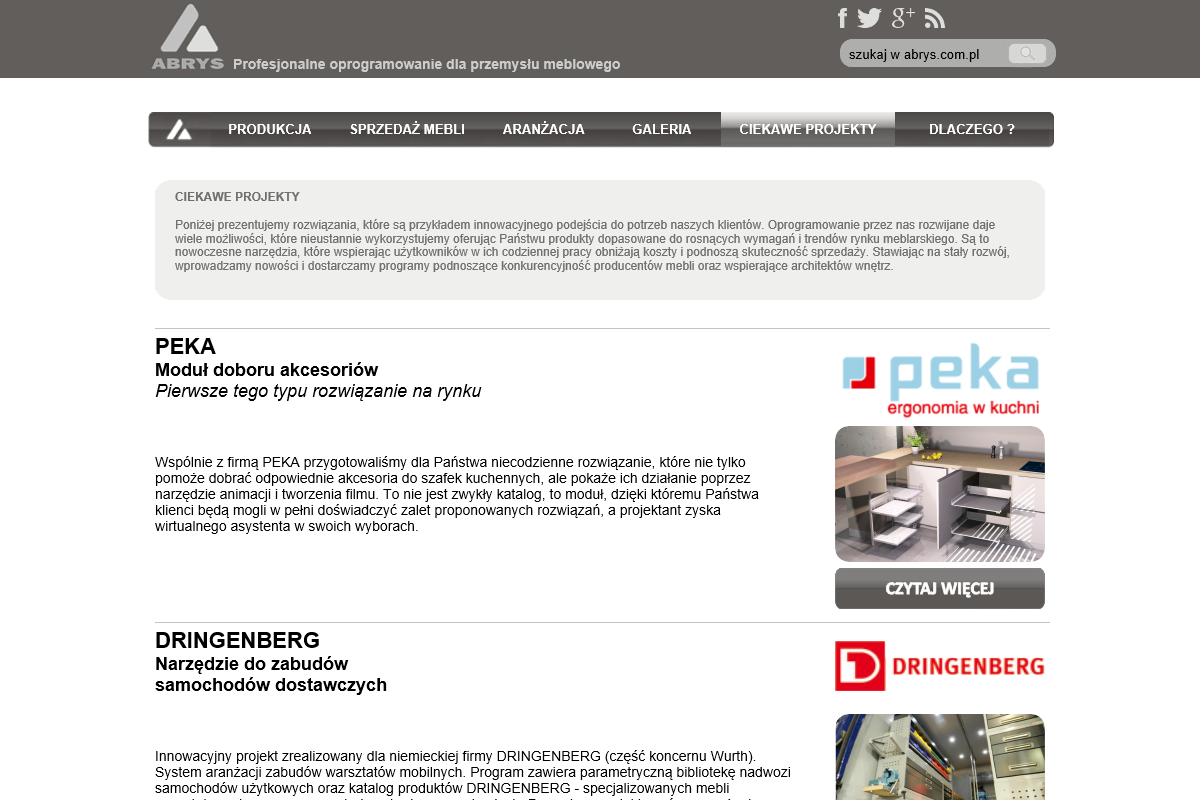 ABRYS Profesjonalne oprogramowanie dla przemysłu meblowego
f g+
szukaj w abrys.com.pl
PRODUKCJA SPRZEDAŻ MEBLI ARANŻACJA GALERIA CIEKAWE PROJEKTY DLACZEGO ?
CIEKAWE PROJEKTY
Poniżej prezentujemy rozwiązania, które są przykładem innowacyjnego podejścia do potrzeb naszych klientów. Oprogramowanie przez nas rozwijane daje
wiele możliwości, które nieustannie wykorzystujemy oferując Państwu produkty dopasowane do rosnących wymagań i trendów rynku meblarskiego. Są to
nowoczesne narzędzia, które wspierając użytkowników w ich codziennej pracy obniżają koszty i podnoszą skuteczność sprzedaży. Stawiając na stały rozwój,
wprowadzamy nowości i dostarczamy programy podnoszące konkurencyjność producentów mebli oraz wspierające architektów wnętrz.
PEKA
Moduł doboru akcesoriów
Pierwsze tego typu rozwiązanie na rynku
peka
ergonomia w kuchni
Wspólnie z firmą PEKA przygotowaliśmy dla Państwa niecodzienne rozwiązanie, które nie tylko
pomoże dobrać odpowiednie akcesoria do szafek kuchennych, ale pokaże ich działanie poprzez
narzędzie animacji i tworzenia filmu. To nie jest zwykły katalog, to moduł, dzięki któremu Państwa
klienci będą mogli w pełni doświadczyć zalet proponowanych rozwiązań, a projektant zyska
wirtualnego asystenta w swoich wyborach.
CZYTAJ WIĘCEJ
DRINGENBERG
Narzędzie do zabudów
samochodów dostawczych
DRINGENBERG
Innowacyjny projekt zrealizowany dla niemieckiej firmy DRINGENBERG (część koncernu Wurth).
System aranżacji zabudów warsztatów mobilnych. Program zawiera parametryczną bibliotekę nadwozi
samochodów użytkowych oraz katalog produktów DRINGENBERG - specjalizowanych mebli